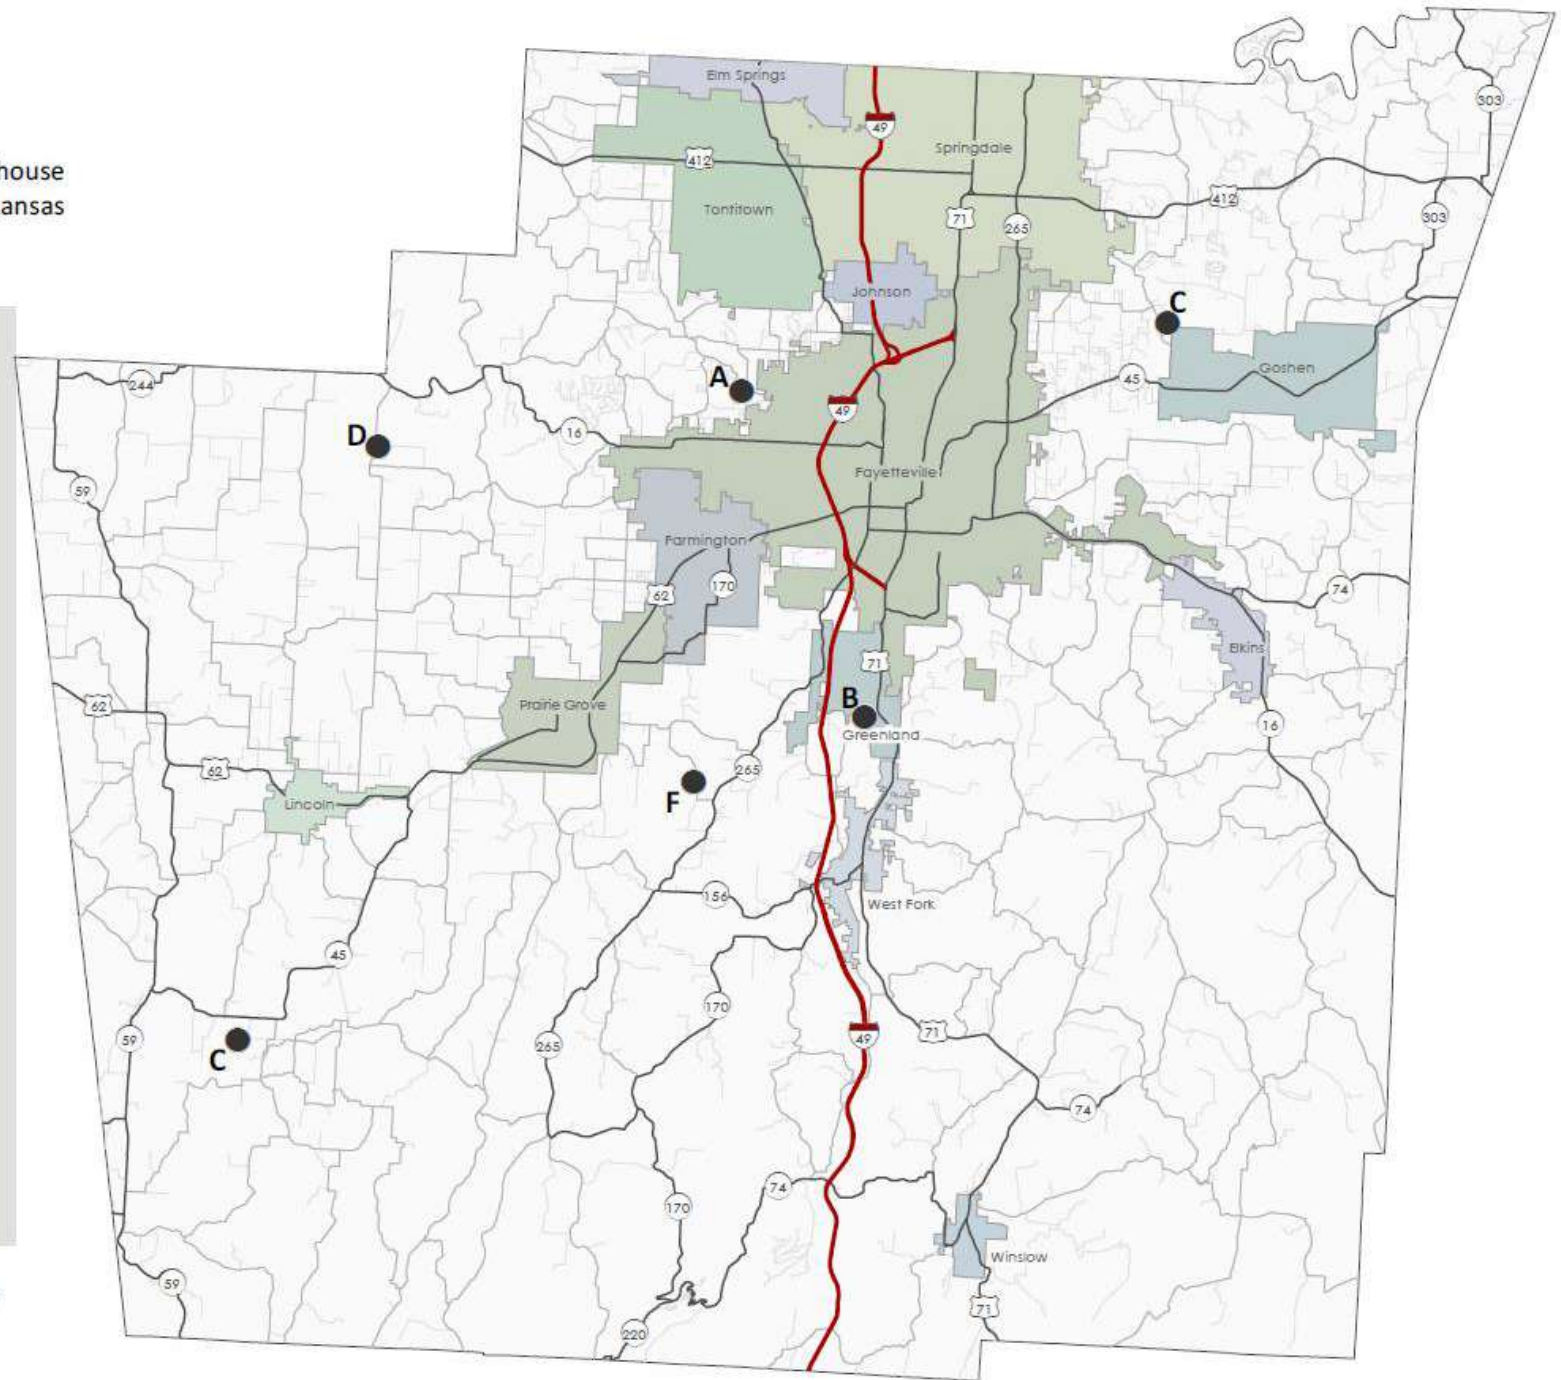 house
ansas
Elm Springs
303
49
Springdale
412
412
Tontitown
303
71
265
Johnson
C
Goshen
244
A
45
49
D
16
Fayetteville
59
Farmington
170
62
74
Elkins
71
62
B
Prairie Grove
16
Greenland
62
265
F
Lincoln
156
West Fork
45
170
59
C
265
71
49
74
74
170
Winslow
59
71
220